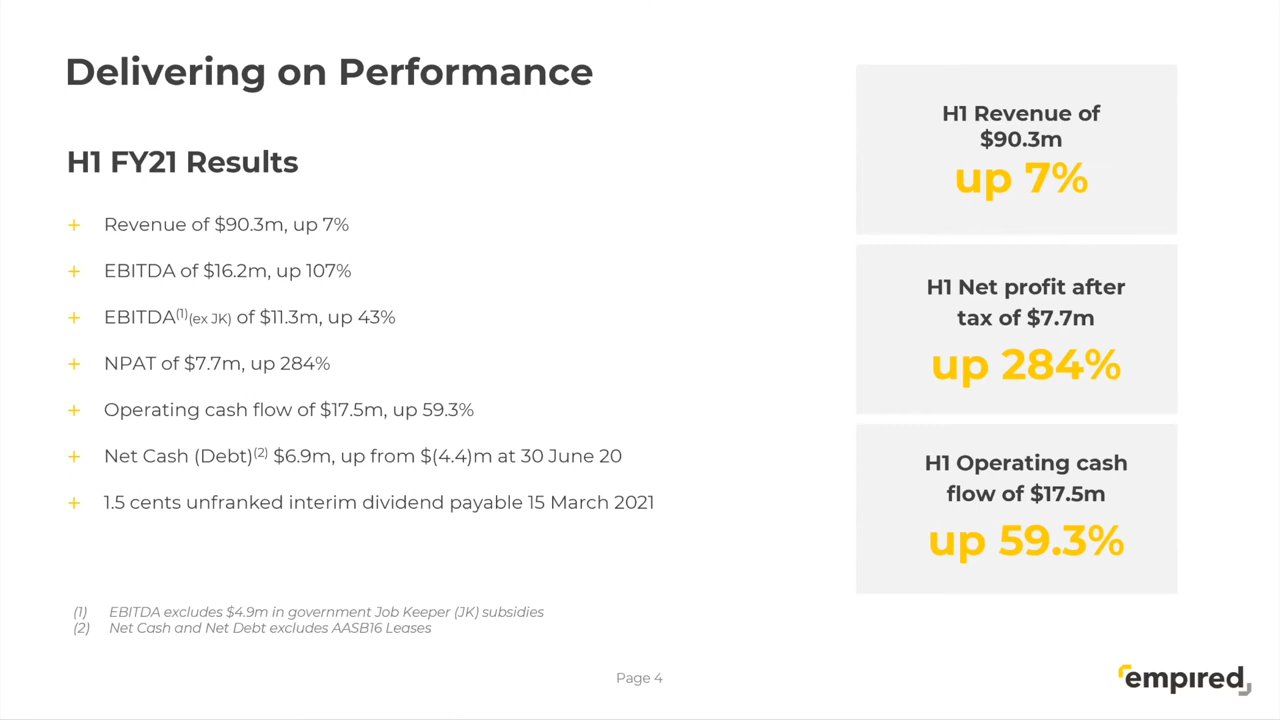 Delivering on Performance
H1 FY21 Results
+ Revenue of $90.3m, up 7%
+ EBITDA of $16.2m, up 107%
+ EBITDA(1)(ex JK) of $11.3m, up 43%
+ NPAT of $7.7m, up 284%
+ Operating cash flow of $17.5m, up 59.3%
+ Net Cash (Debt)(2) $6.9m, up from $(4.4)m at 30 June 20
+ 1.5 cents unfranked interim dividend payable 15 March 2021
(1) EBITDA excludes $4.9m in government Job Keeper (JK) subsidies
(2) Net Cash and Net Debt excludes AASB16 Leases
H1 Revenue of
$90.3m
up 7%
H1 Net profit after
tax of $7.7m
up 284%
H1 Operating cash
flow of $17.5m
up 59.3%
Page 4
empired